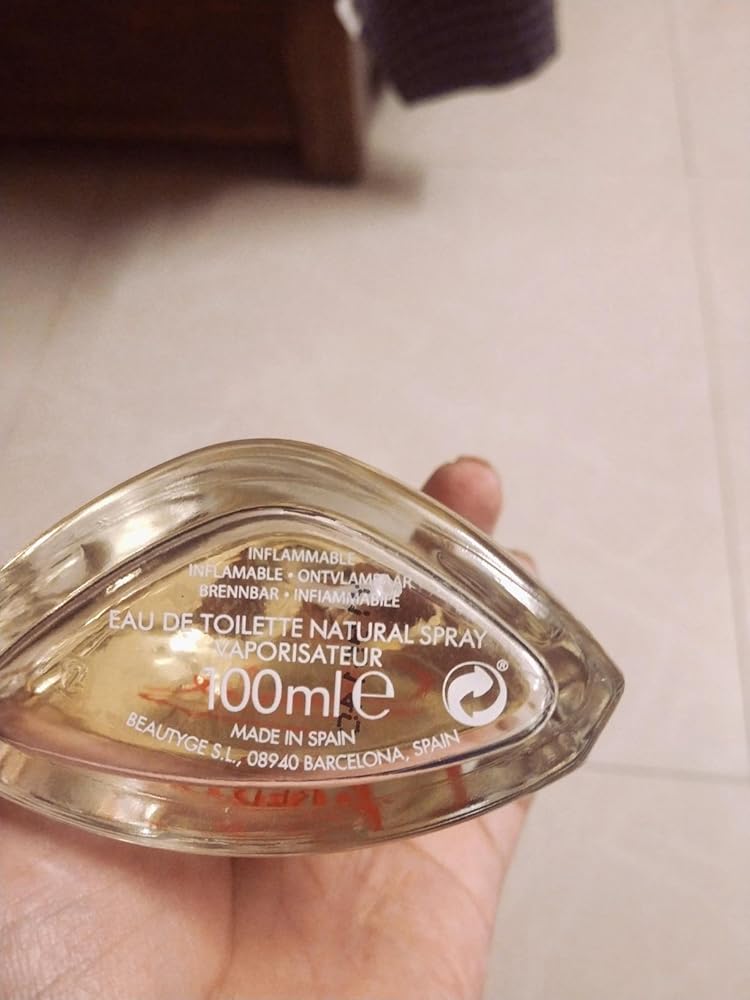 INFLAMMABLE
INFLAMABLE • ONTVLAMBAAR
BRENNBAR • INFIAMMABILE
EAU DE TOILETTE NATURAL SPRAY
VAPORISATEUR
100ml e
MADE IN SPAIN
BEAUTYGE S.L., 08940 BARCELONA, SPAIN
®